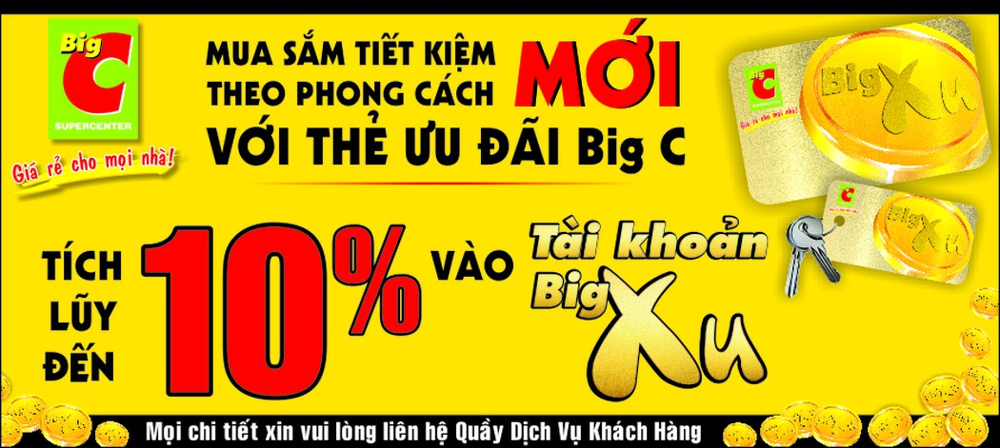 Big
C
SUPERCENTER
Giá rẻ cho mọi nhà!
MUA SẮM TIẾT KIỆM
THEO PHONG CÁCH MỚI
VỚI THẺ ƯU ĐÃI Big C
Big
C
Giá rẻ cho mọi nhà!
Big Xu
C
Big Xu
TÍCH
LŨY
ĐẾN
10%
VÀO
Tài khoản
Big Xu
Mọi chi tiết xin vui lòng liên hệ Quầy Dịch Vụ Khách Hàng